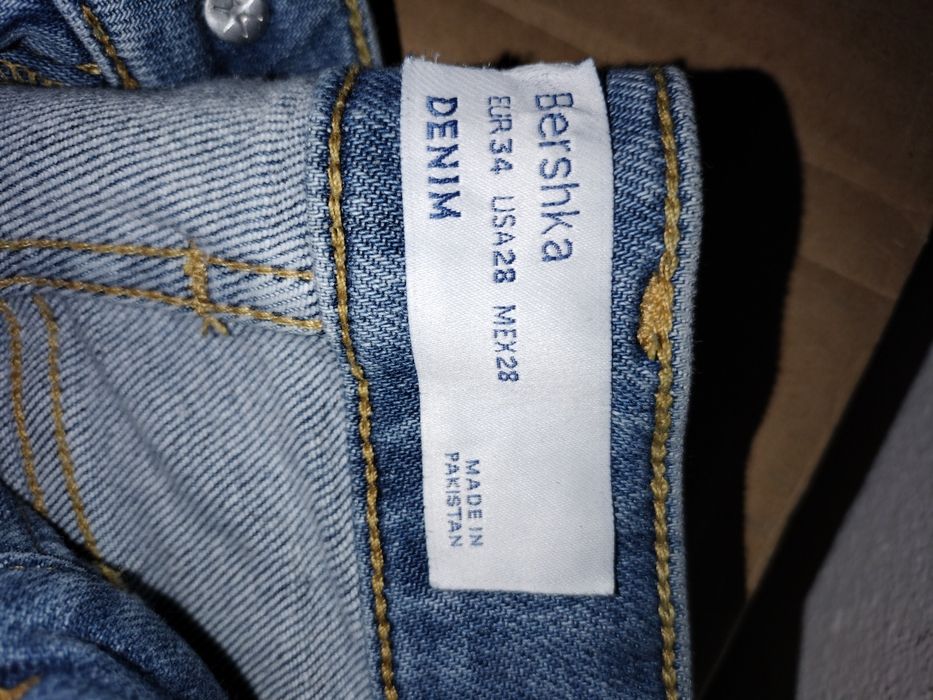 Bershka
EUR 34 USA 28 MEX 28
DENIM
MADE IN
PAKISTAN